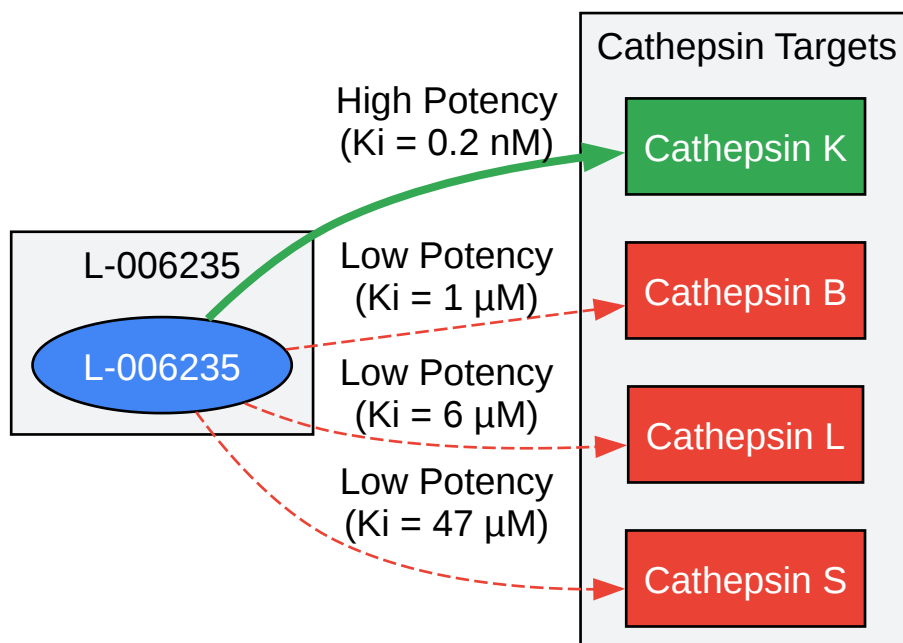 Cathepsin Targets
High Potency
(Ki = 0.2 nM)
Cathepsin K
L-006235
Low Potency
(Ki = 1 µM)
Cathepsin B
L-006235
Low Potency
(Ki = 6 µM)
Cathepsin L
Low Potency
(Ki = 47 µM)
Cathepsin S